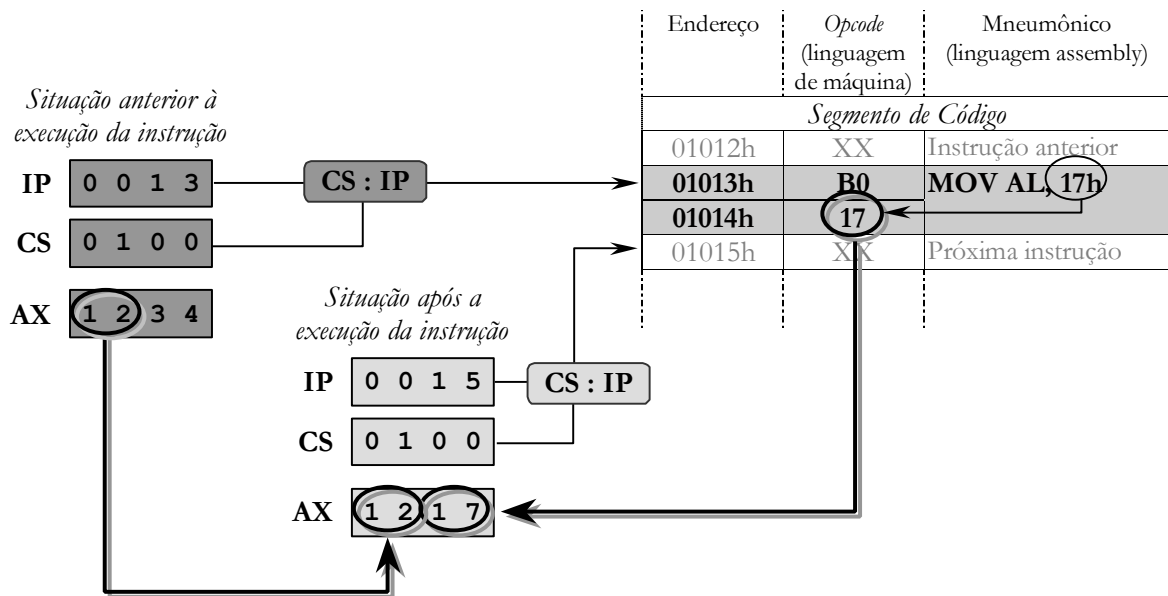 Endereço
Opcode
(linguagem
de máquina)
Mneumônico
(linguagem assembly)
Segmento de Código
01012h XX Instrução anterior
01013h B0 MOV AL, 17h
01014h 17
01015h XX Próxima instrução
Situação anterior à
execução da instrução
IP 0 0 1 3
CS : IP
CS 0 1 0 0
AX 1 2 3 4
Situação após a
execução da instrução
IP 0 0 1 5
CS : IP
CS 0 1 0 0
AX 1 2 1 7